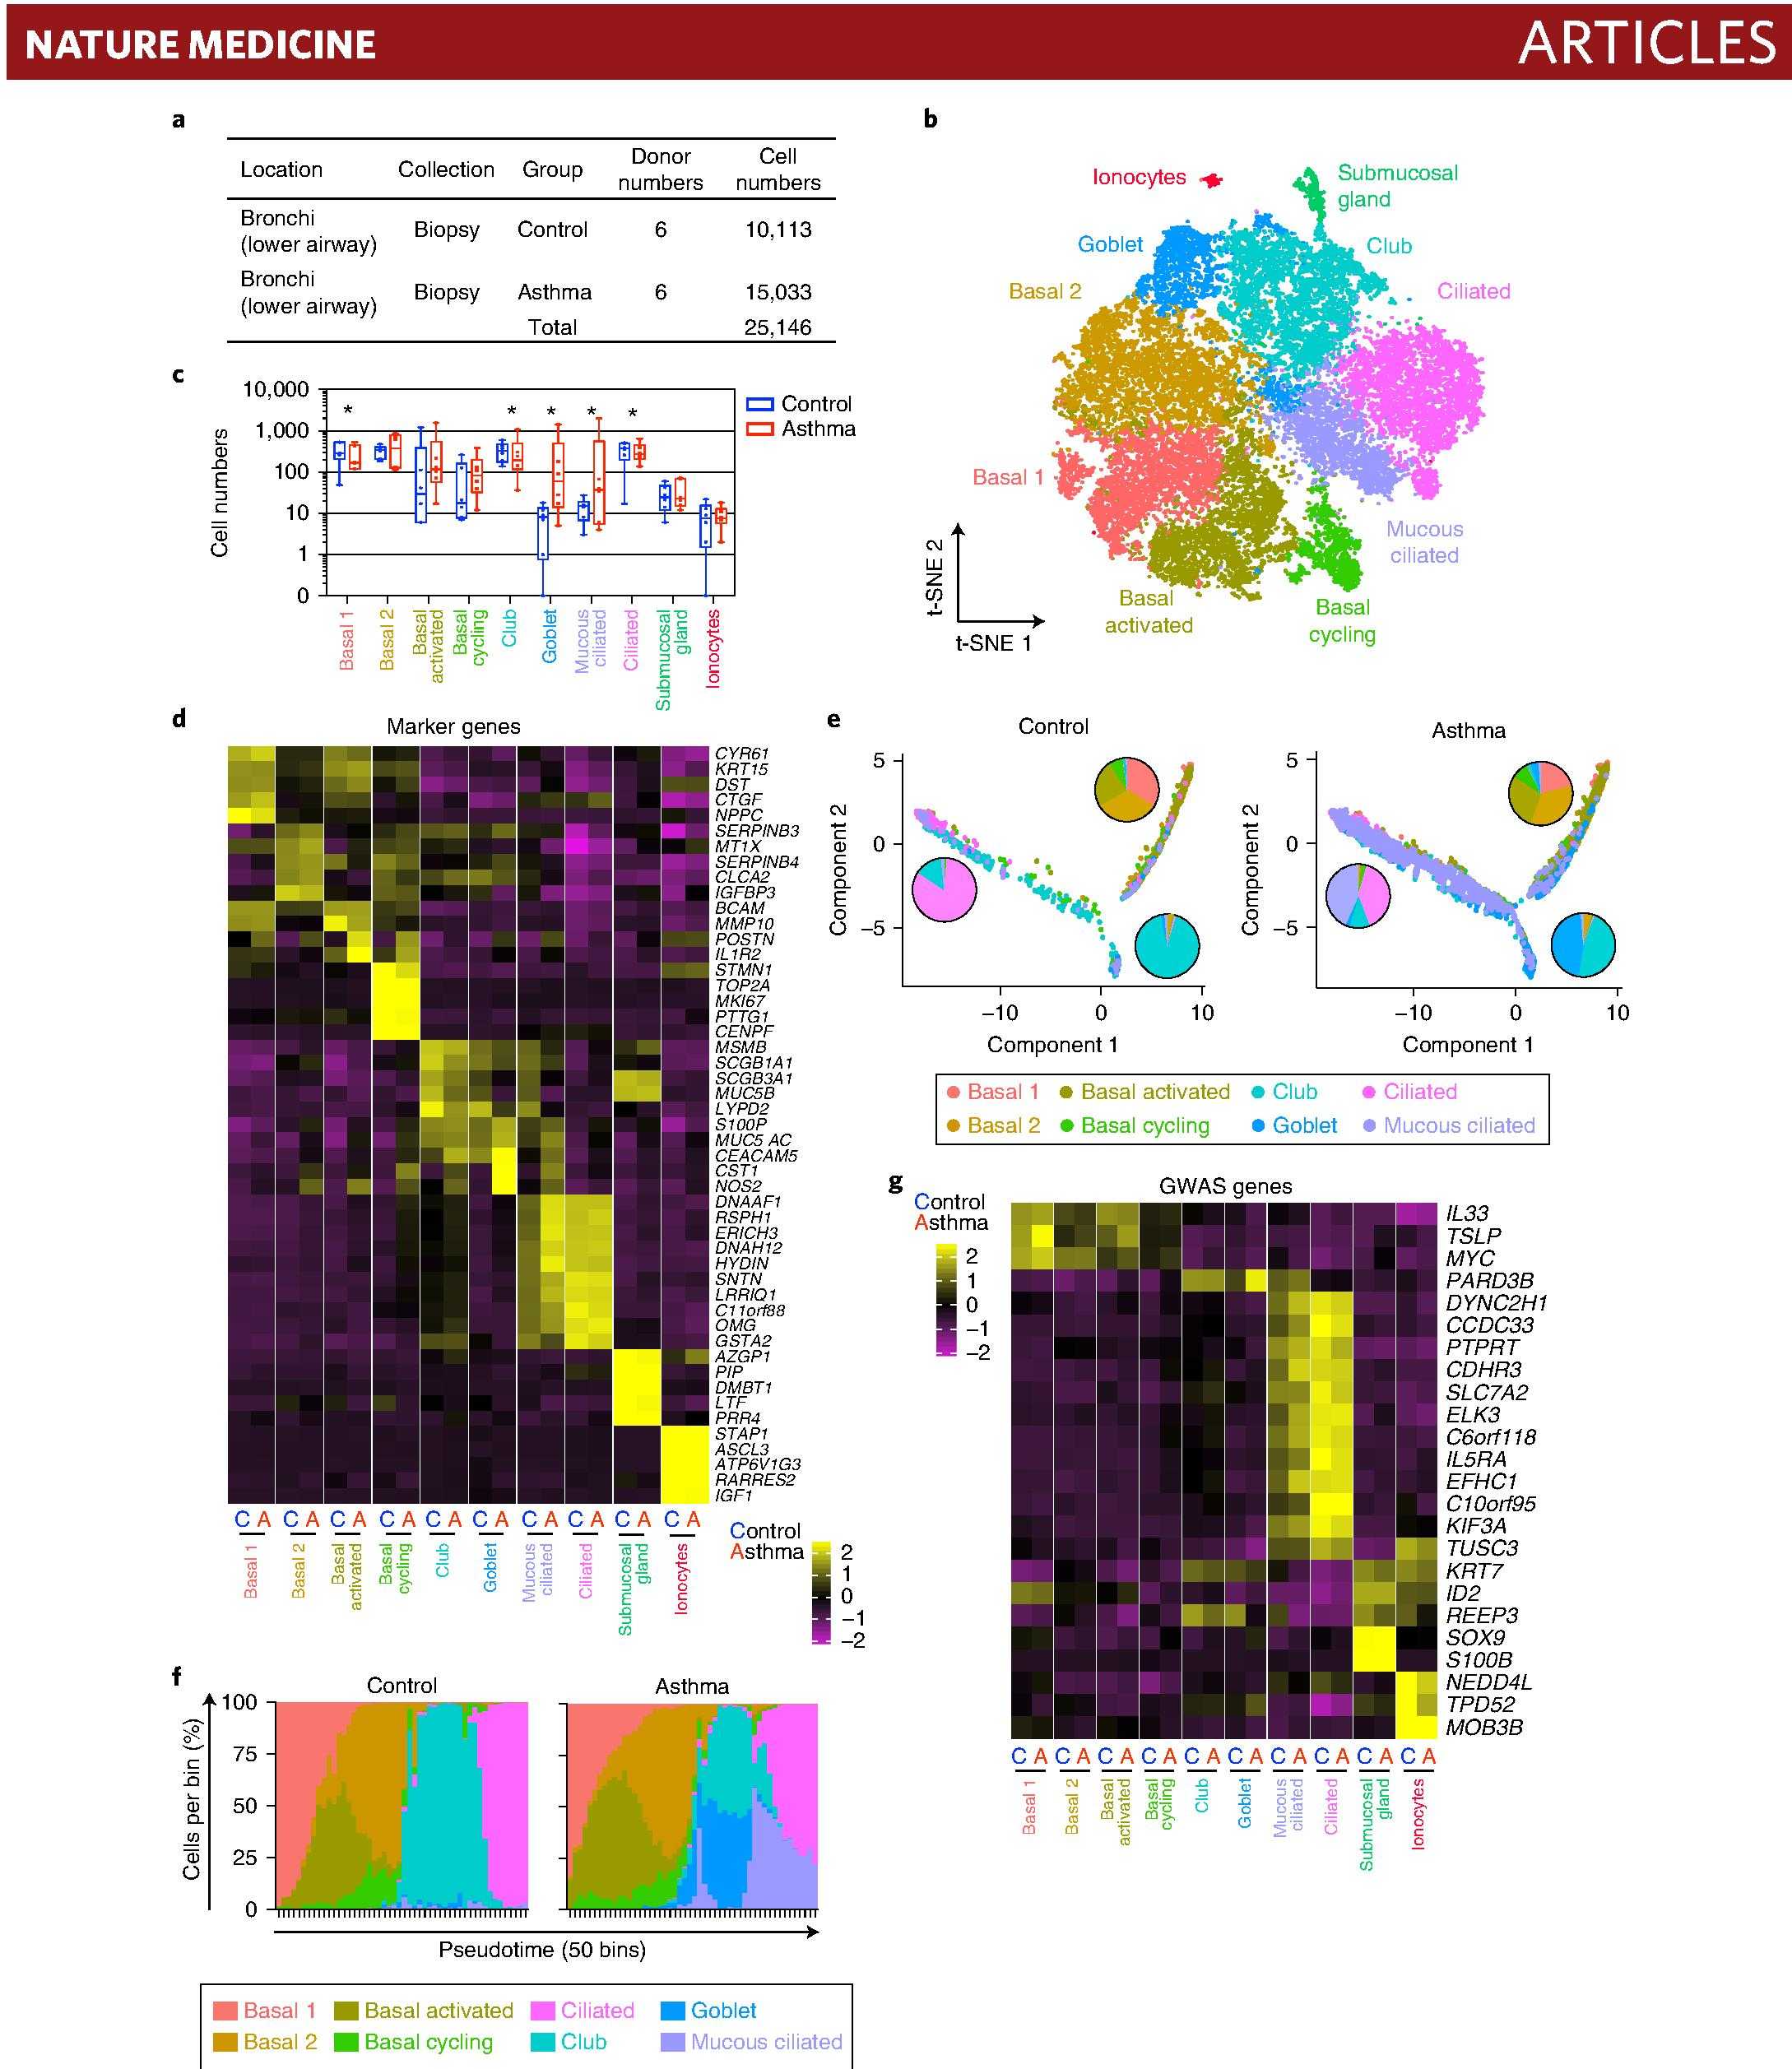 NATURE MEDICINE
ARTICLES
a
Location Collection Group Donor numbers Cell numbers
Bronchi (lower airway) Biopsy Control 6 10,113
Bronchi (lower airway) Biopsy Asthma 6 15,033
Total 25,146
b
Ionocytes
Submucosal
gland
Goblet
Club
Basal 2
Ciliated
Basal 1
Mucous
ciliated
Basal
activated
Basal
cycling
t-SNE 2
t-SNE 1
c
Cell numbers
10,000
1,000
100
10
1
0
* * * * *
Control
Asthma
Basal 1
Basal 2
Basal
activated
Basal
cycling
Club
Goblet
Mucous
ciliated
Ciliated
Submucosal
gland
Ionocytes
d
Marker genes
CYR61
KRT15
DST
CTGF
NPPC
SERPINB3
MT1X
SERPINB4
CLCA2
IGFBP3
BCAM
MMP10
POSTN
IL1R2
STMN1
TOP2A
MKI67
PTTG1
CENPF
MSMB
SCGB1A1
SCGB3A1
MUC5B
LYPD2
S100P
MUC5 AC
CEACAM5
CST1
NOS2
DNAAF1
RSPH1
ERICH3
DNAH12
HYDIN
SNTN
LRRIQ1
C11orf88
OMG
GSTA2
AZGP1
PIP
DMBT1
LTF
PRR4
STAP1
ASCL3
ATP6V1G3
RARRES2
IGF1
C A C A C A C A C A C A C A C A C A C A
Basal 1
Basal 2
Basal
activated
Basal
cycling
Club
Goblet
Mucous
ciliated
Ciliated
Submucosal
gland
Ionocytes
Control
Asthma
2
1
0
−1
−2
e
Control
Component 2
5
0
−5
−10 0 10
Component 1
Asthma
Component 2
5
0
−5
−10 0 10
Component 1
Basal 1 Basal activated Club Ciliated
Basal 2 Basal cycling Goblet Mucous ciliated
f
Control
Asthma
Cells per bin (%)
100
75
50
25
0
Pseudotime (50 bins)
Basal 1 Basal activated Ciliated Goblet
Basal 2 Basal cycling Club Mucous ciliated
g
Control
Asthma
2
1
0
−1
−2
GWAS genes
IL33
TSLP
MYC
PARD3B
DYNC2H1
CCDC33
PTPRT
CDHR3
SLC7A2
ELK3
C6orf118
IL5RA
EFHC1
C10orf95
KIF3A
TUSC3
KRT7
ID2
REEP3
SOX9
S100B
NEDD4L
TPD52
MOB3B
C A C A C A C A C A C A C A C A C A C A
Basal 1
Basal 2
Basal
activated
Basal
cycling
Club
Goblet
Mucous
ciliated
Ciliated
Submucosal
gland
Ionocytes